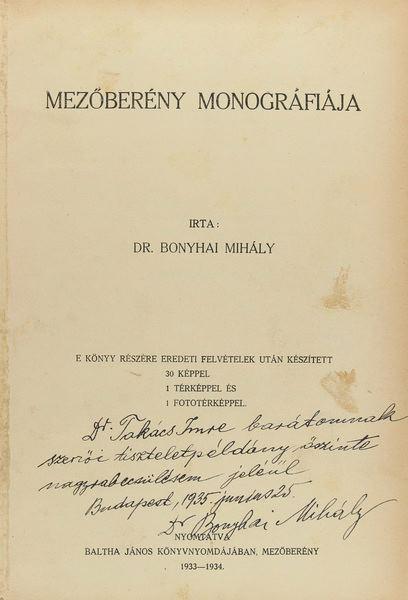 MEZŐBERÉNY MONOGRÁFIÁJA
IRTA:
DR. BONYHAI MIHÁLY
E KÖNYV RÉSZÉRE EREDETI FELVÉTELEK UTÁN KÉSZÍTETT
30 KÉPPEL
1 TÉRKÉPPEL ÉS
1 FOTOTÉRKÉPPEL.
Dr. Takács Imre barátomnak
szerzői tiszteletpéldány őszinte
nagyrabecsülésem jeléül
Budapest, 1935. junius 25.
Dr Bonyhai Mihály
NYOMTATVA
BALTHA JÁNOS KÖNYVNYOMDÁJÁBAN, MEZŐBERÉNY
1933—1934.